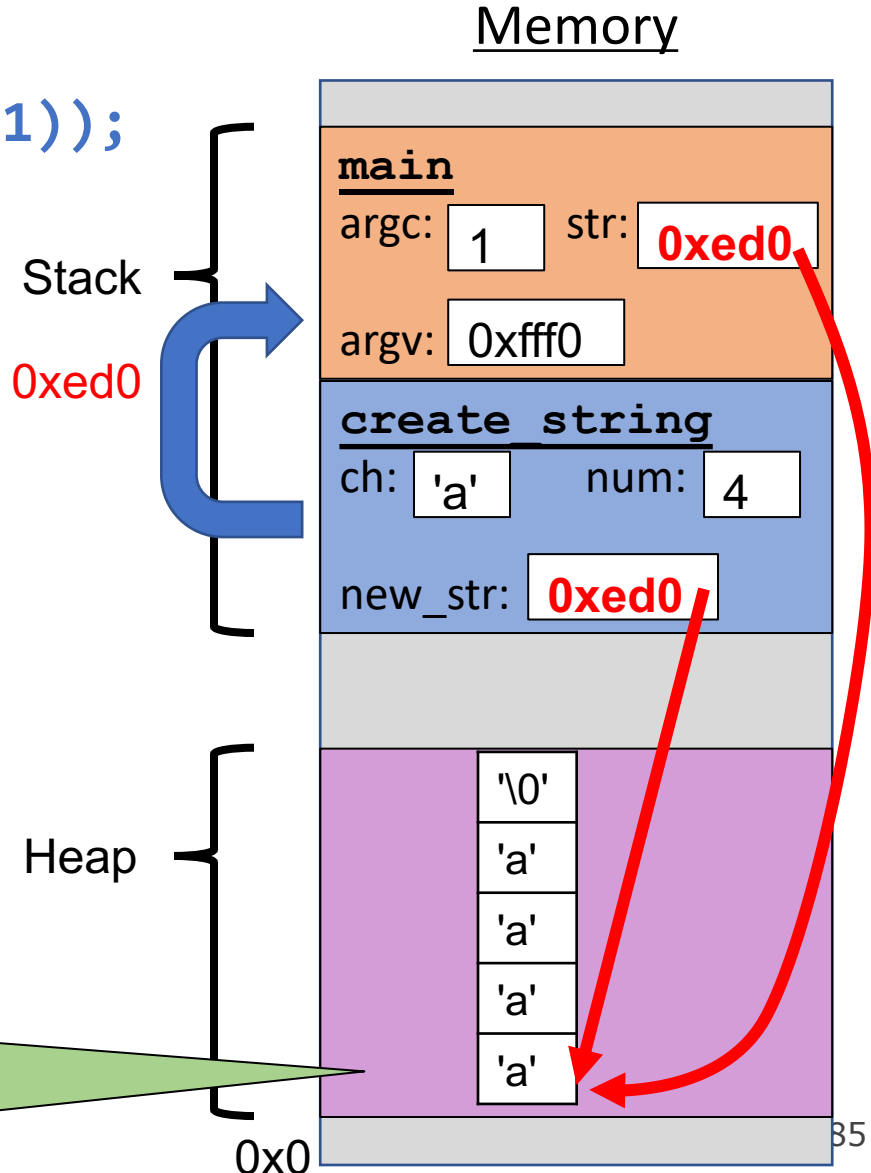 Memory
1));
main
argc: 1 str: 0xed0
Stack
argv: 0xfff0
0xed0
create_string
ch: 'a' num: 4
new_str: 0xed0
'\0'
Heap
'a'
'a'
'a'
'a'
85
0x0